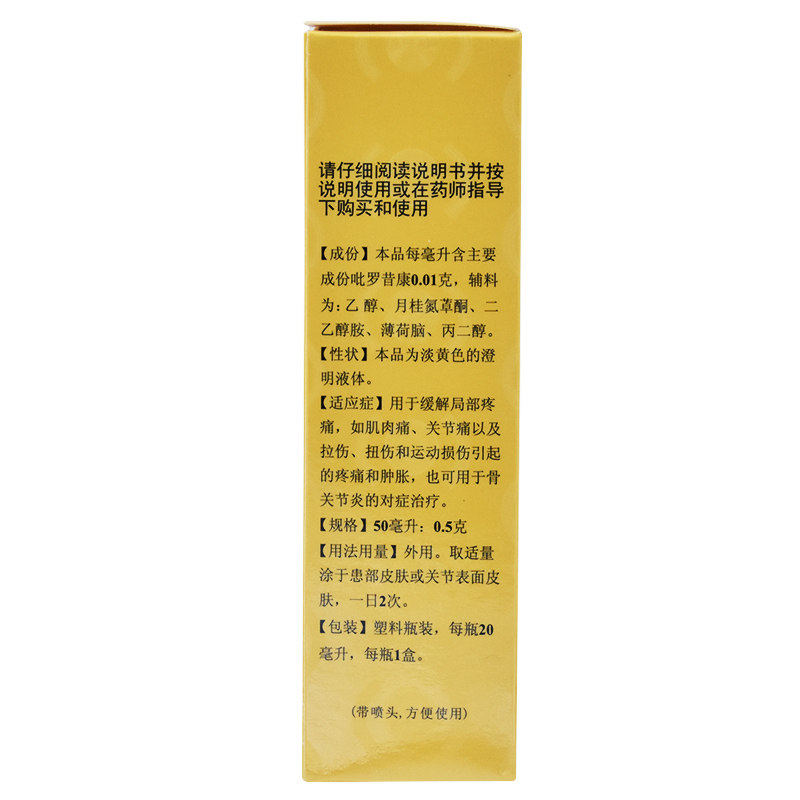 请仔细阅读说明书并按
说明使用或在药师指导
下购买和使用
【成份】本品每毫升含主要
成份吡罗昔康0.01克，辅料
为：乙 醇、月桂氮䓬酮、二
乙醇胺、薄荷脑、丙二醇。
【性状】本品为淡黄色的澄
明液体。
【适应症】用于缓解局部疼
痛，如肌肉痛、关节痛以及
拉伤、扭伤和运动损伤引起
的疼痛和肿胀，也可用于骨
关节炎的对症治疗。
【规格】50毫升：0.5克
【用法用量】外用。取适量
涂于患部皮肤或关节表面皮
肤，一日2次。
【包装】塑料瓶装，每瓶20
毫升，每瓶1盒。
(带喷头,方便使用)